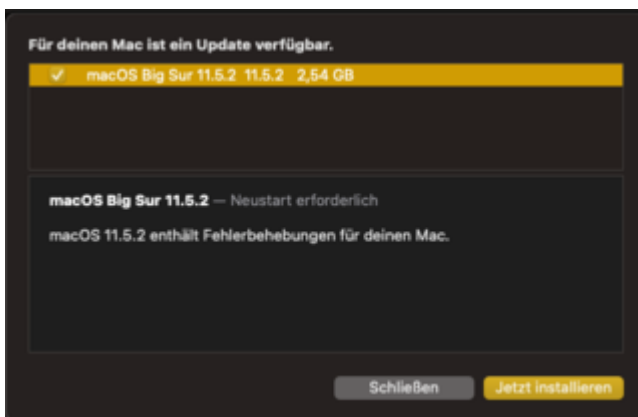 Für deinen Mac ist ein Update verfügbar.
macOS Big Sur 11.5.2 11.5.2 2,54 GB
macOS Big Sur 11.5.2 — Neustart erforderlich
macOS 11.5.2 enthält Fehlerbehebungen für deinen Mac.
Schließen Jetzt installieren